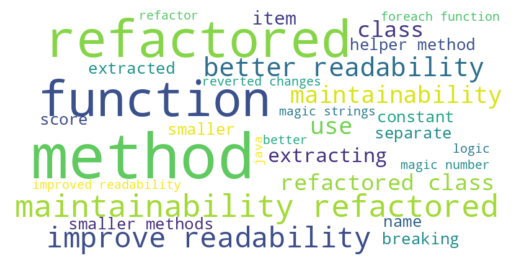 refactor
item
foreach function
refactored
class
helper method
extracted
better readability
reverted changes
function
maintainability
magic strings
constant
score
smaller
use
separate
method
java
better
logic
extracting
magic number
improved readability
refactored class
maintainability refactored
smaller methods
name
improve readability
breaking